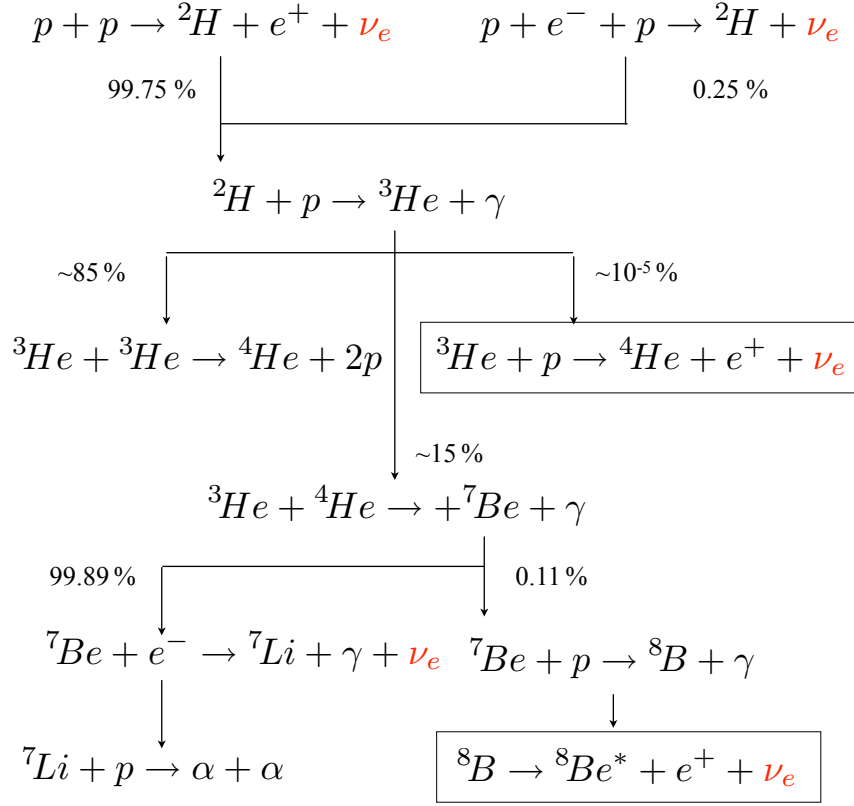 p + p → ²H + e⁺ + νₑ p + e⁻ + p → ²H + νₑ
99.75 % 0.25 %
²H + p → ³He + γ
~85 % ~10⁻⁵ %
³He + ³He → ⁴He + 2p ³He + p → ⁴He + e⁺ + νₑ
~15 %
³He + ⁴He → +⁷Be + γ
99.89 % 0.11 %
⁷Be + e⁻ → ⁷Li + γ + νₑ ⁷Be + p → ⁸B + γ
⁷Li + p → α + α ⁸B → ⁸Be* + e⁺ + νₑ